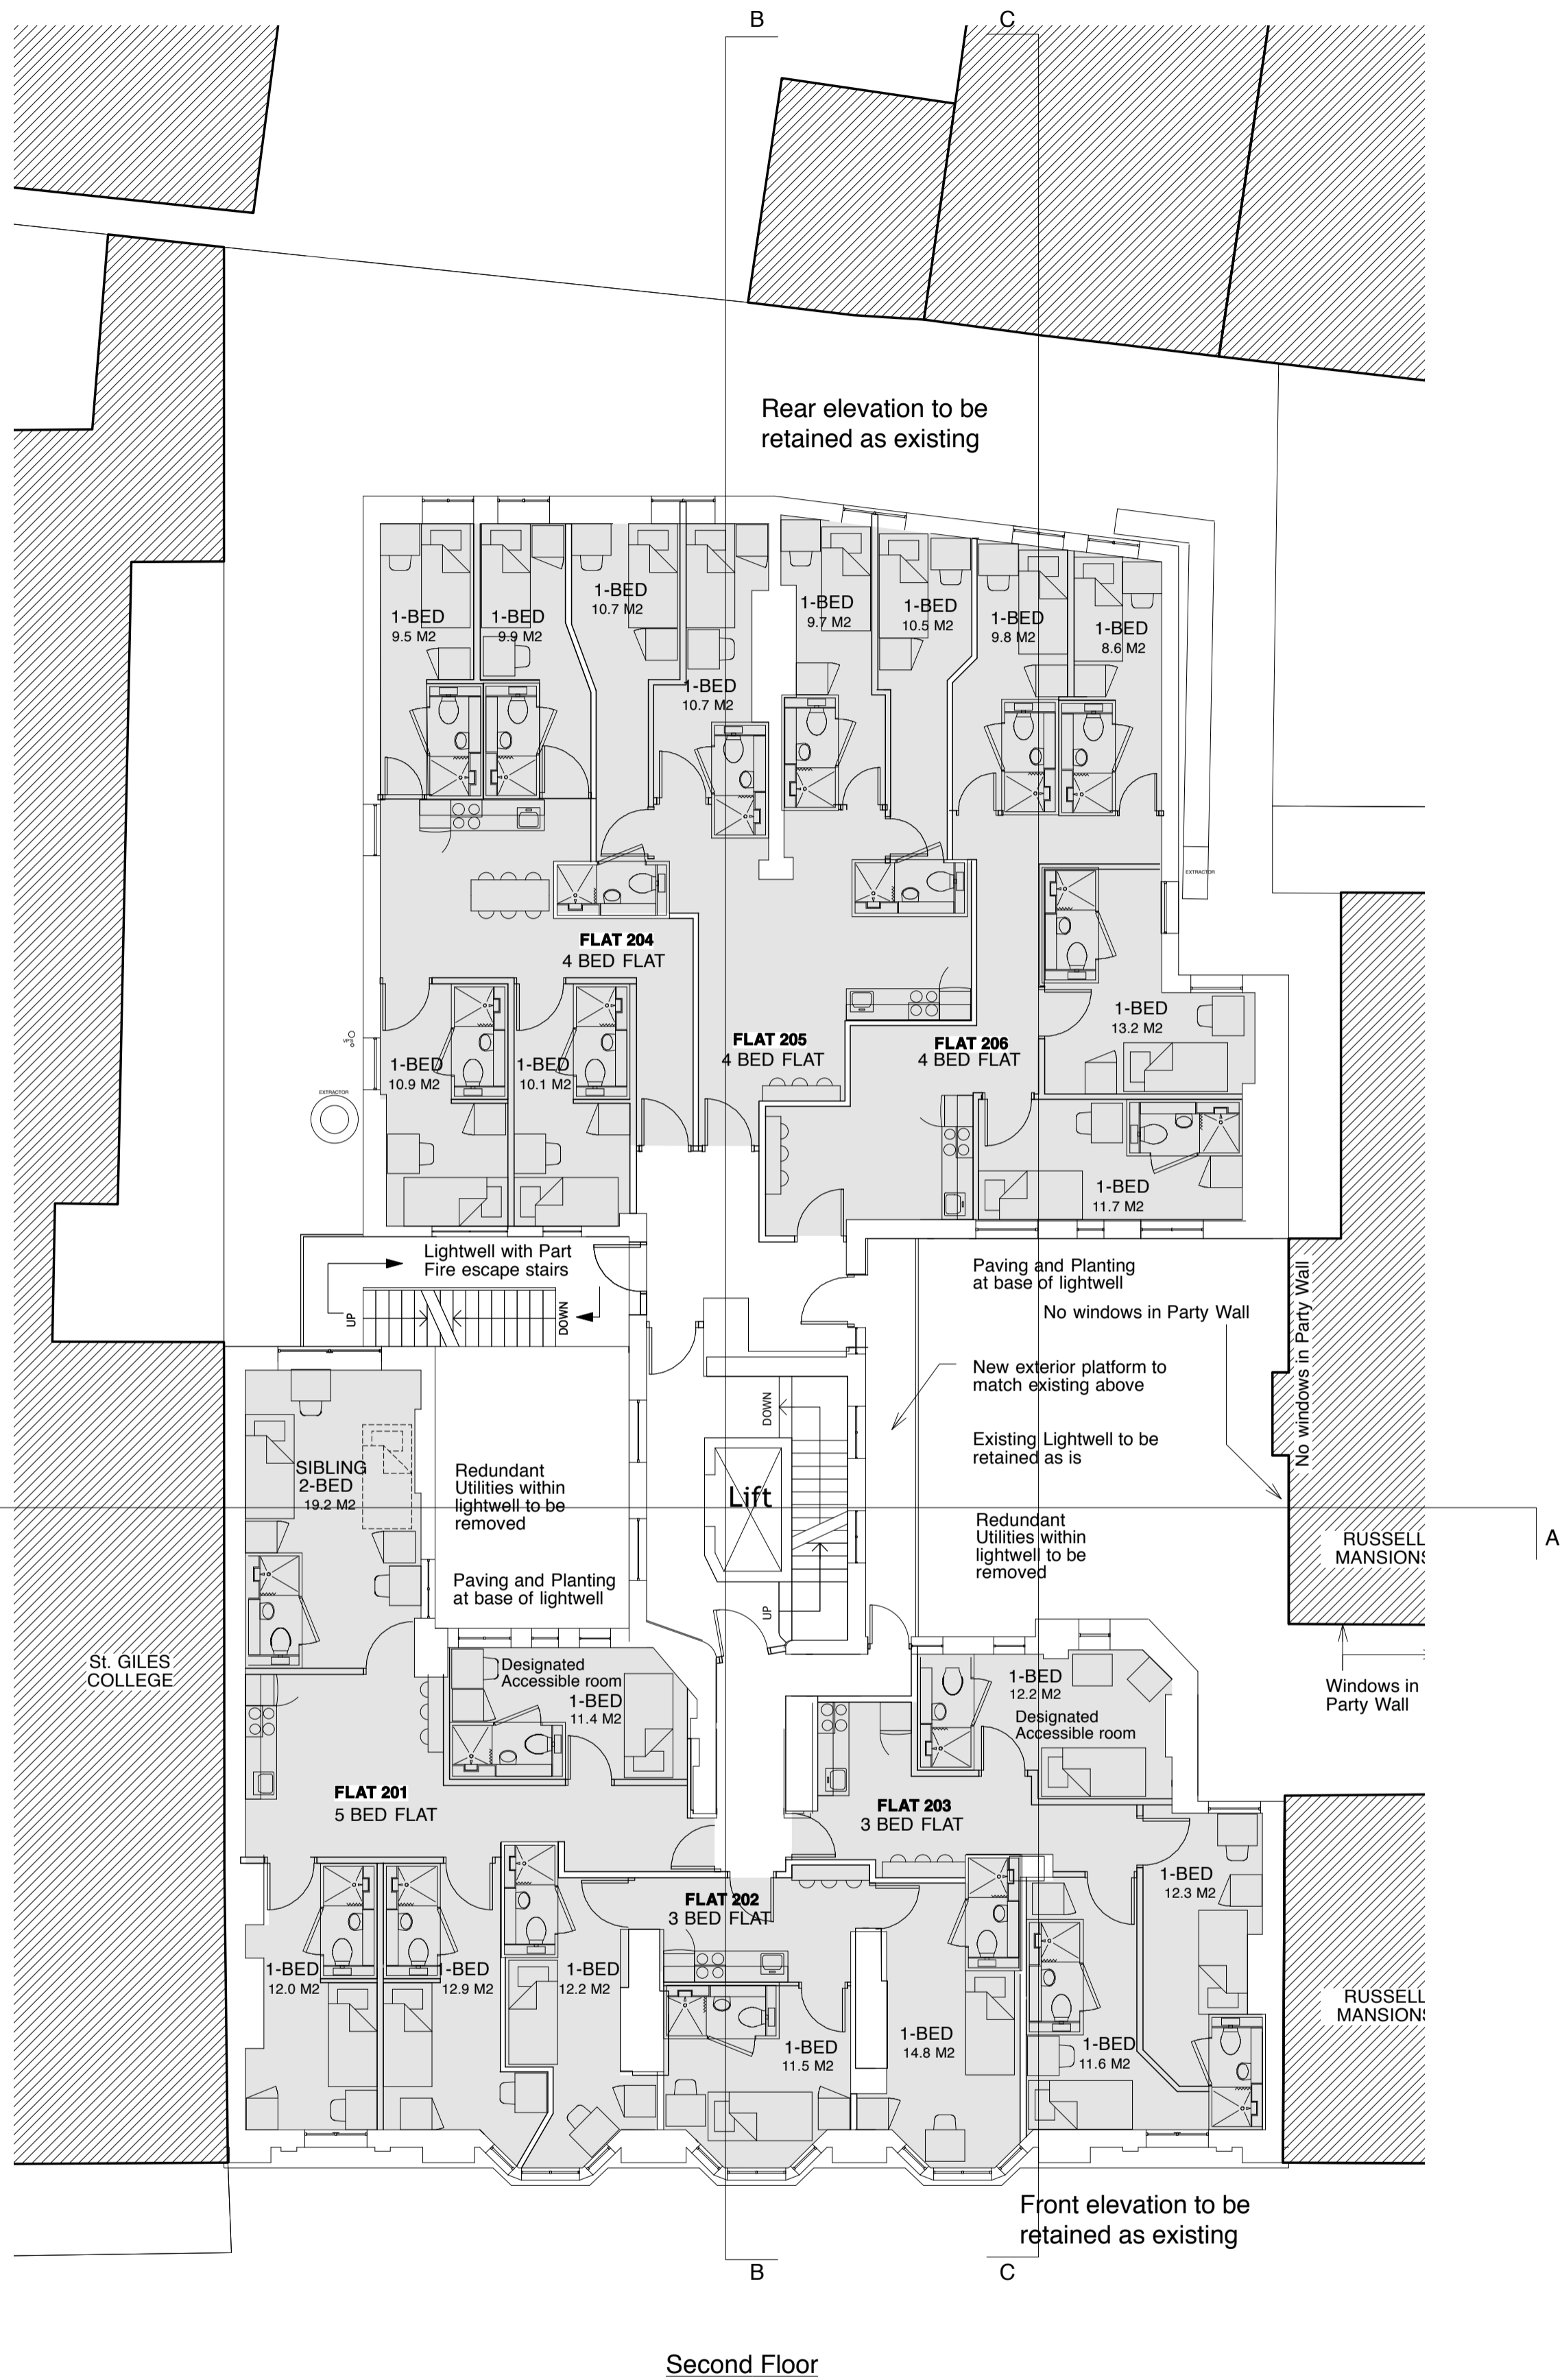 B
C
Rear elevation to be
retained as existing
1-BED
9.5 M2
1-BED
9.9 M2
1-BED
10.7 M2
1-BED
10.7 M2
1-BED
9.7 M2
1-BED
10.5 M2
1-BED
9.8 M2
1-BED
8.6 M2
EXTRACTOR
FLAT 204
4 BED FLAT
FLAT 205
4 BED FLAT
FLAT 206
4 BED FLAT
1-BED
13.2 M2
VP
1-BED
10.9 M2
1-BED
10.1 M2
EXTRACTOR
1-BED
11.7 M2
Lightwell with Part
Fire escape stairs
UP
DOWN
Paving and Planting
at base of lightwell
No windows in Party Wall
No windows in Party Wall
New exterior platform to
match existing above
DOWN
Existing Lightwell to be
retained as is
SIBLING
2-BED
19.2 M2
Redundant
Utilities within
lightwell to be
removed
Lift
Redundant
Utilities within
lightwell to be
removed
A
RUSSELL
MANSIONS
Paving and Planting
at base of lightwell
UP
St. GILES
COLLEGE
Designated
Accessible room
1-BED
11.4 M2
1-BED
12.2 M2
Designated
Accessible room
Windows in
Party Wall
FLAT 201
5 BED FLAT
FLAT 203
3 BED FLAT
FLAT 202
3 BED FLAT
1-BED
12.3 M2
1-BED
12.0 M2
1-BED
12.9 M2
1-BED
12.2 M2
1-BED
11.5 M2
1-BED
14.8 M2
1-BED
11.6 M2
RUSSELL
MANSIONS
Front elevation to be
retained as existing
B
C
Second Floor